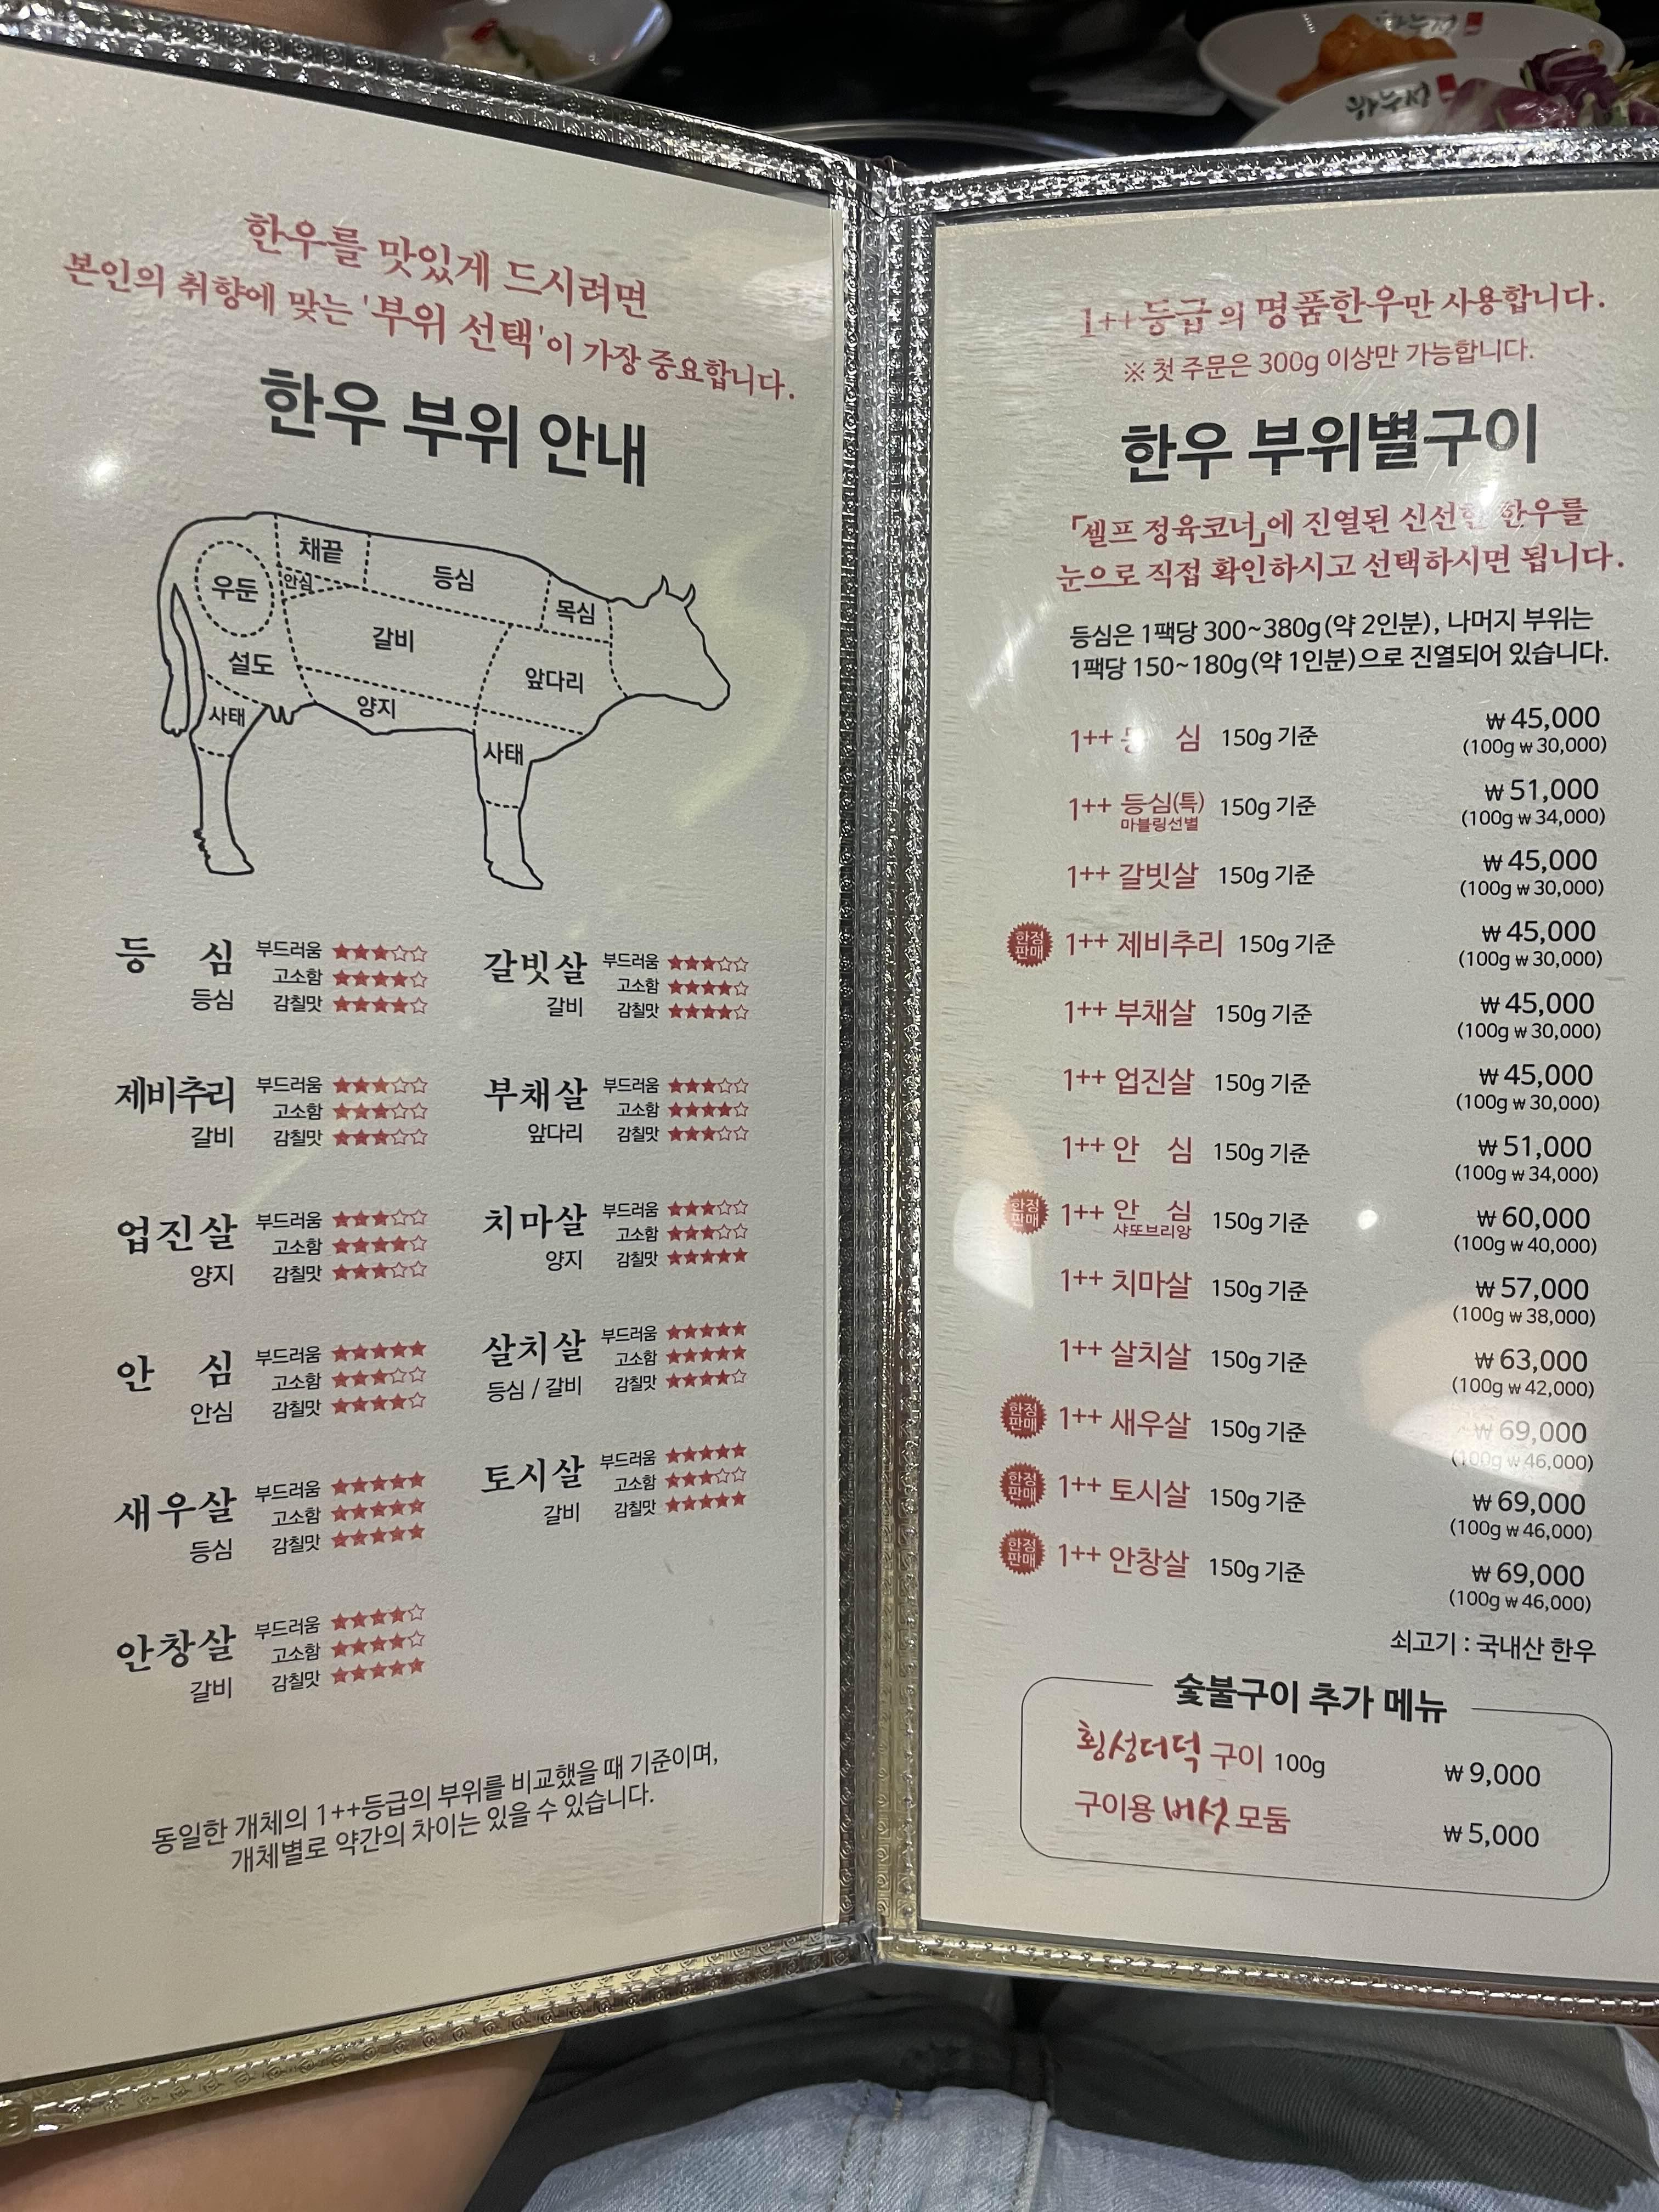 한우를 맛있게 드시려면
본인의 취향에 맞는 '부위 선택'이 가장 중요합니다.
한우 부위 안내
채끝
등심
우둔
안심
목심
갈비
설도
앞다리
사태
양지
사태
등 심 부드러움 ★★★☆☆
고소함 ★★★★☆
등심 감칠맛 ★★★★☆
갈빗살 부드러움 ★★★☆☆
고소함 ★★★★☆
갈비 감칠맛 ★★★★☆
제비추리 부드러움 ★★★☆☆
고소함 ★★★☆☆
갈비 감칠맛 ★★★☆☆
부채살 부드러움 ★★★☆☆
고소함 ★★★★☆
앞다리 감칠맛 ★★★☆☆
업진살 부드러움 ★★★☆☆
고소함 ★★★★☆
양지 감칠맛 ★★★☆☆
치마살 부드러움 ★★★☆☆
고소함 ★★★☆☆
양지 감칠맛 ★★★★★
안 심 부드러움 ★★★★★
고소함 ★★★☆☆
안심 감칠맛 ★★★★☆
살치살 부드러움 ★★★★★
고소함 ★★★★★
등심 / 갈비 감칠맛 ★★★★☆
새우살 부드러움 ★★★★★
고소함 ★★★★★
등심 감칠맛 ★★★★★
토시살 부드러움 ★★★★★
고소함 ★★★☆☆
갈비 감칠맛 ★★★★★
안창살 부드러움 ★★★★☆
고소함 ★★★★☆
갈비 감칠맛 ★★★★★
동일한 개체의 1++등급의 부위를 비교했을 때 기준이며,
개체별로 약간의 차이는 있을 수 있습니다.
1++등급의 명품한우만 사용합니다.
※ 첫 주문은 300g 이상만 가능합니다.
한우 부위별구이
「셀프 정육코너」에 진열된 신선한 한우를
눈으로 직접 확인하시고 선택하시면 됩니다.
등심은 1팩당 300~380g(약 2인분), 나머지 부위는
1팩당 150~180g(약 1인분)으로 진열되어 있습니다.
1++ 등 심 150g 기준 ₩45,000
(100g ₩30,000)
1++ 등심(특) 150g 기준 ₩51,000
마블링선별 (100g ₩34,000)
1++ 갈빗살 150g 기준 ₩45,000
(100g ₩30,000)
한정판매 1++ 제비추리 150g 기준 ₩45,000
(100g ₩30,000)
1++ 부채살 150g 기준 ₩45,000
(100g ₩30,000)
1++ 업진살 150g 기준 ₩45,000
(100g ₩30,000)
1++ 안 심 150g 기준 ₩51,000
(100g ₩34,000)
한정판매 1++ 안 심 150g 기준 ₩60,000
샤또브리앙 (100g ₩40,000)
1++ 치마살 150g 기준 ₩57,000
(100g ₩38,000)
1++ 살치살 150g 기준 ₩63,000
(100g ₩42,000)
한정판매 1++ 새우살 150g 기준 ₩69,000
(100g ₩46,000)
한정판매 1++ 토시살 150g 기준 ₩69,000
(100g ₩46,000)
한정판매 1++ 안창살 150g 기준 ₩69,000
(100g ₩46,000)
쇠고기 : 국내산 한우
숯불구이 추가 메뉴
횡성더덕 구이 100g ₩9,000
구이용 버섯 모둠 ₩5,000